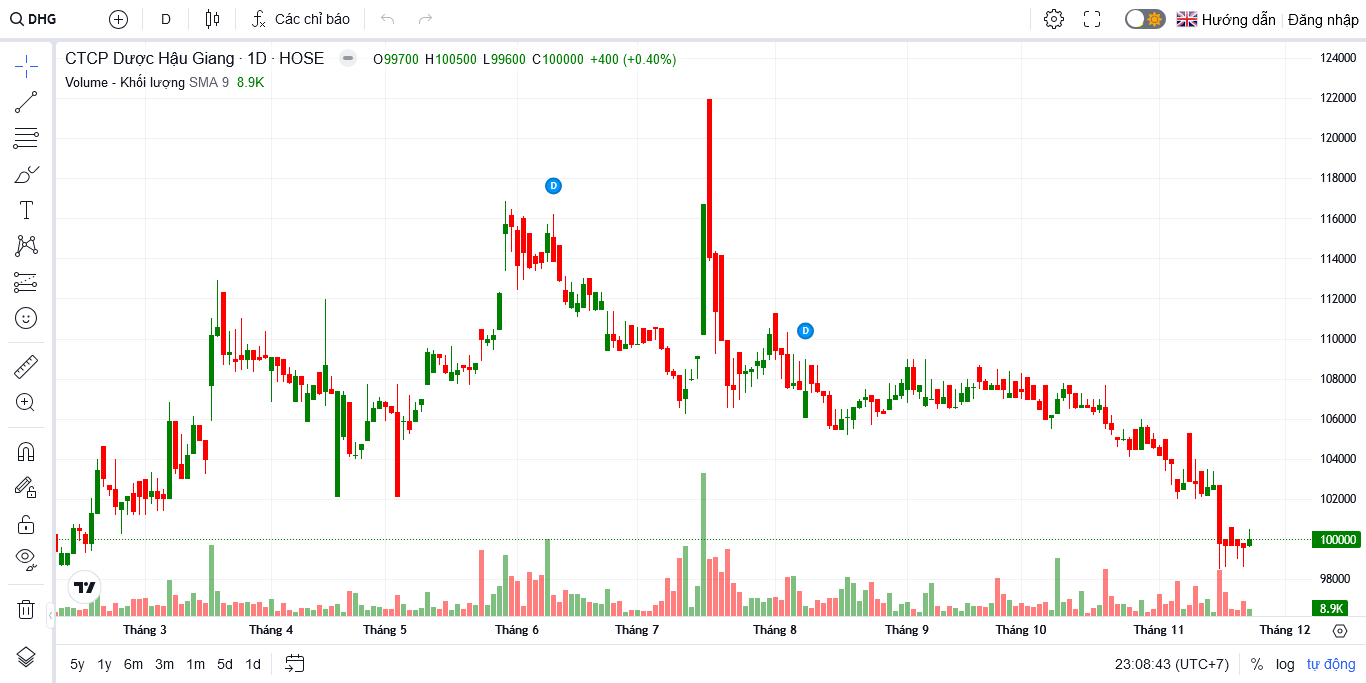 DHG D Các chỉ báo Hướng dẫn Đăng nhập
CTCP Dược Hậu Giang · 1D · HOSE O99700 H100500 L99600 C100000 +400 (+0.40%)
Volume - Khối lượng SMA 9 8.9K
D
D
124000
122000
120000
118000
116000
114000
112000
110000
108000
106000
104000
102000
100000
98000
8.9K
Tháng 3 Tháng 4 Tháng 5 Tháng 6 Tháng 7 Tháng 8 Tháng 9 Tháng 10 Tháng 11 Tháng 12
5y 1y 6m 3m 1m 5d 1d 23:08:43 (UTC+7) % log tự động